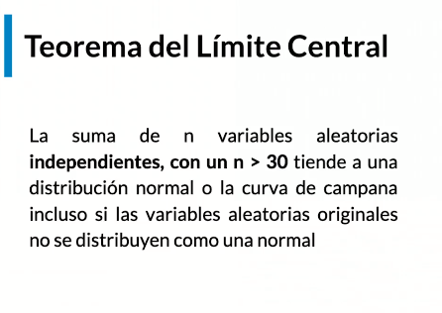 Teorema del Límite Central
La suma de n variables aleatorias
independientes, con un n > 30 tiende a una
distribución normal o la curva de campana
incluso si las variables aleatorias originales
no se distribuyen como una normal